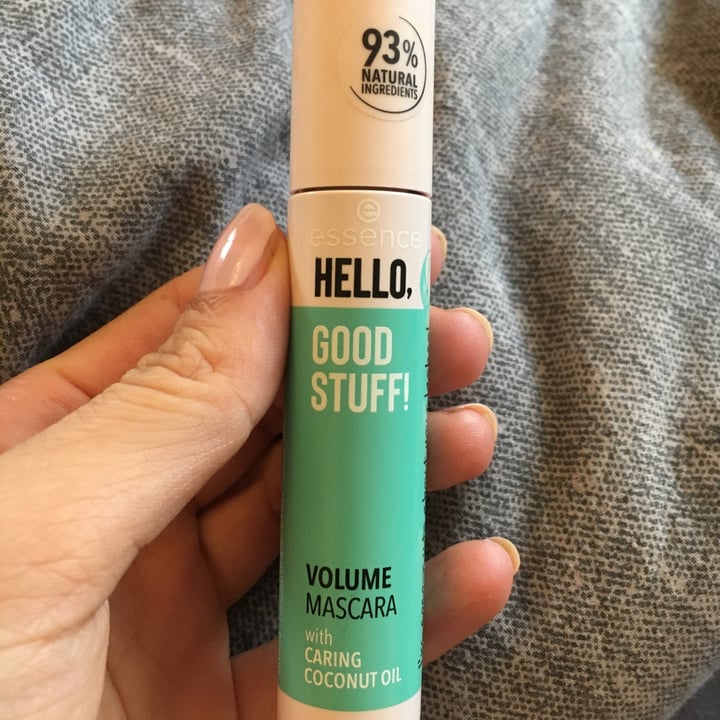 93%
NATURAL
INGREDIENTS
e
essence
HELLO,
GOOD
STUFF!
VOLUME
MASCARA
with
CARING
COCONUT OIL